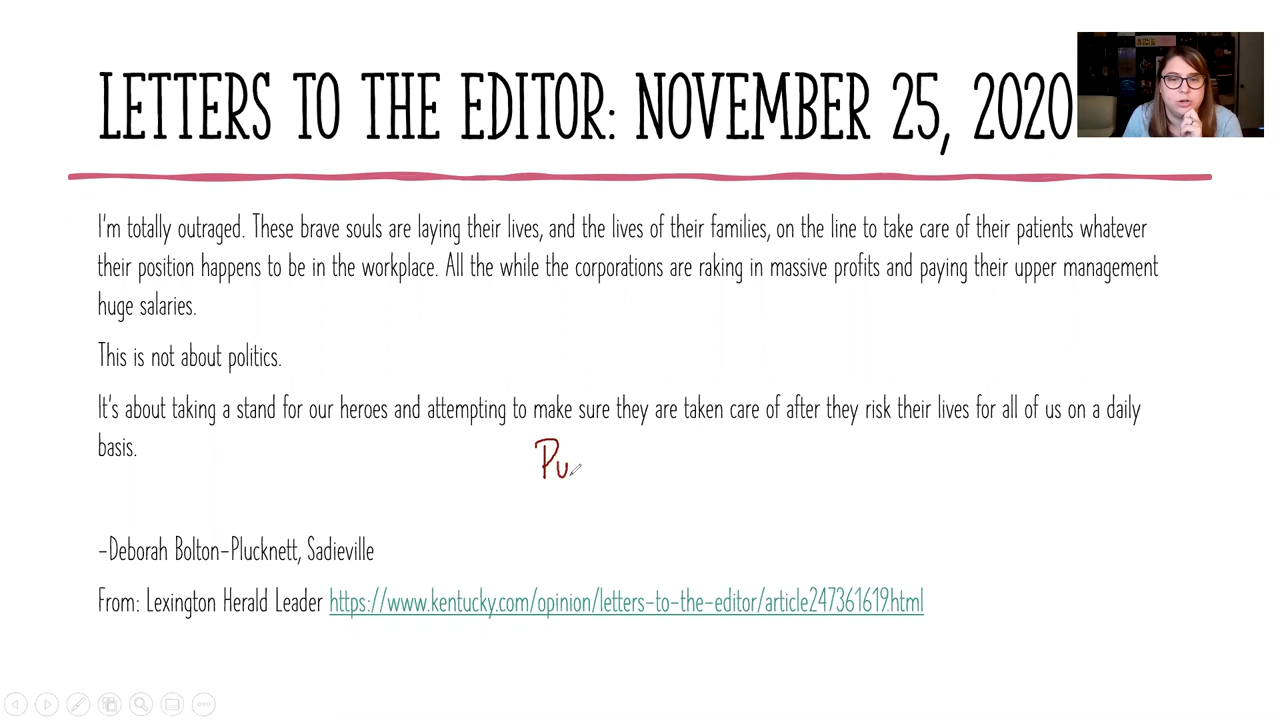 LETTERS TO THE EDITOR: NOVEMBER 25, 2020
I'm totally outraged. These brave souls are laying their lives, and the lives of their families, on the line to take care of their patients whatever
their position happens to be in the workplace. All the while the corporations are raking in massive profits and paying their upper management
huge salaries.
This is not about politics.
It's about taking a stand for our heroes and attempting to make sure they are taken care of after they risk their lives for all of us on a daily
basis.
Pu
-Deborah Bolton-Plucknett, Sadieville
From: Lexington Herald Leader https://www.kentucky.com/opinion/letters-to-the-editor/article247361619.html